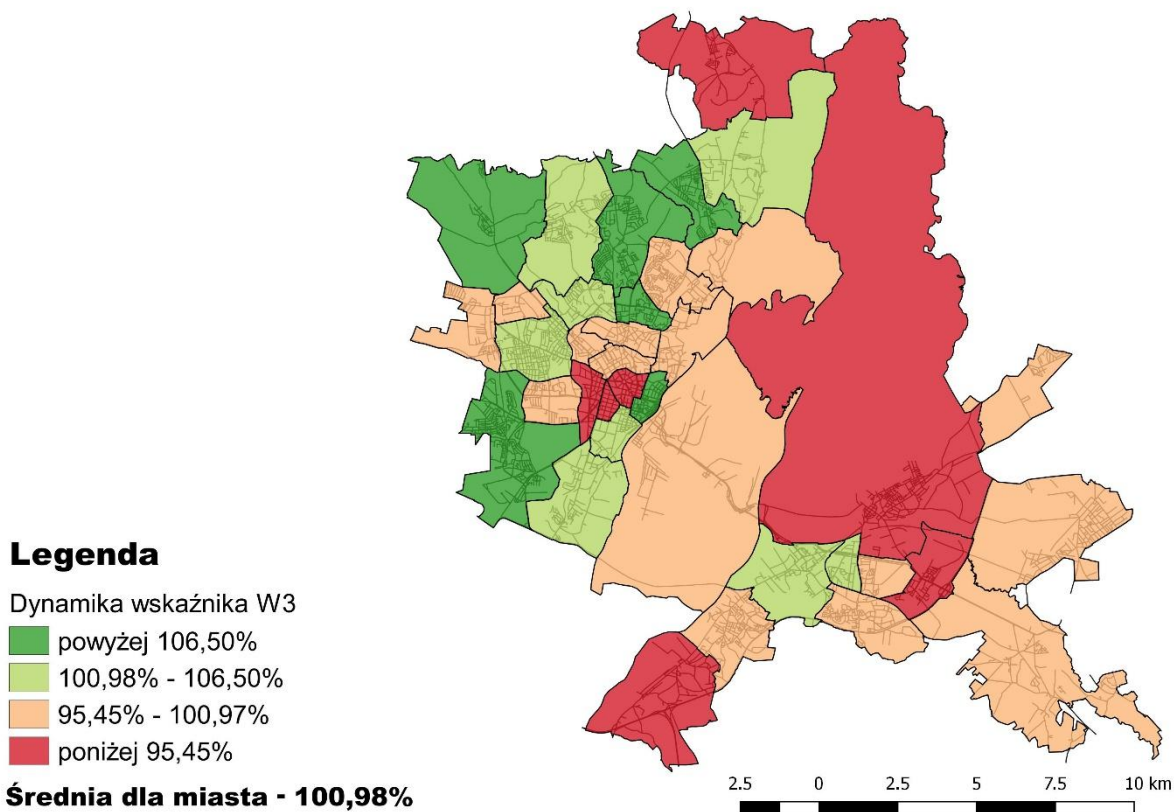 Legenda
Dynamika wskaźnika W3
powyżej 106,50%
100,98% - 106,50%
95,45% - 100,97%
poniżej 95,45%
Średnia dla miasta - 100,98%
2.5 0 2.5 5 7.5 10 km